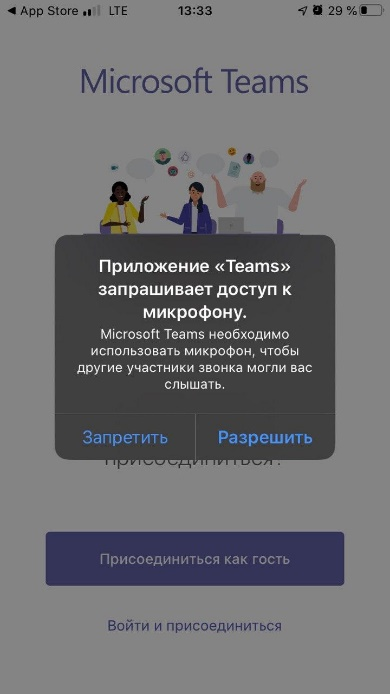 App Store LTE 13:33 29 %
Microsoft Teams
Приложение «Teams»
запрашивает доступ к
микрофону.
Microsoft Teams необходимо
использовать микрофон, чтобы
другие участники звонка могли вас
слышать.
Запретить Разрешить
присоединиться?
Присоединиться как гость
Войти и присоединиться